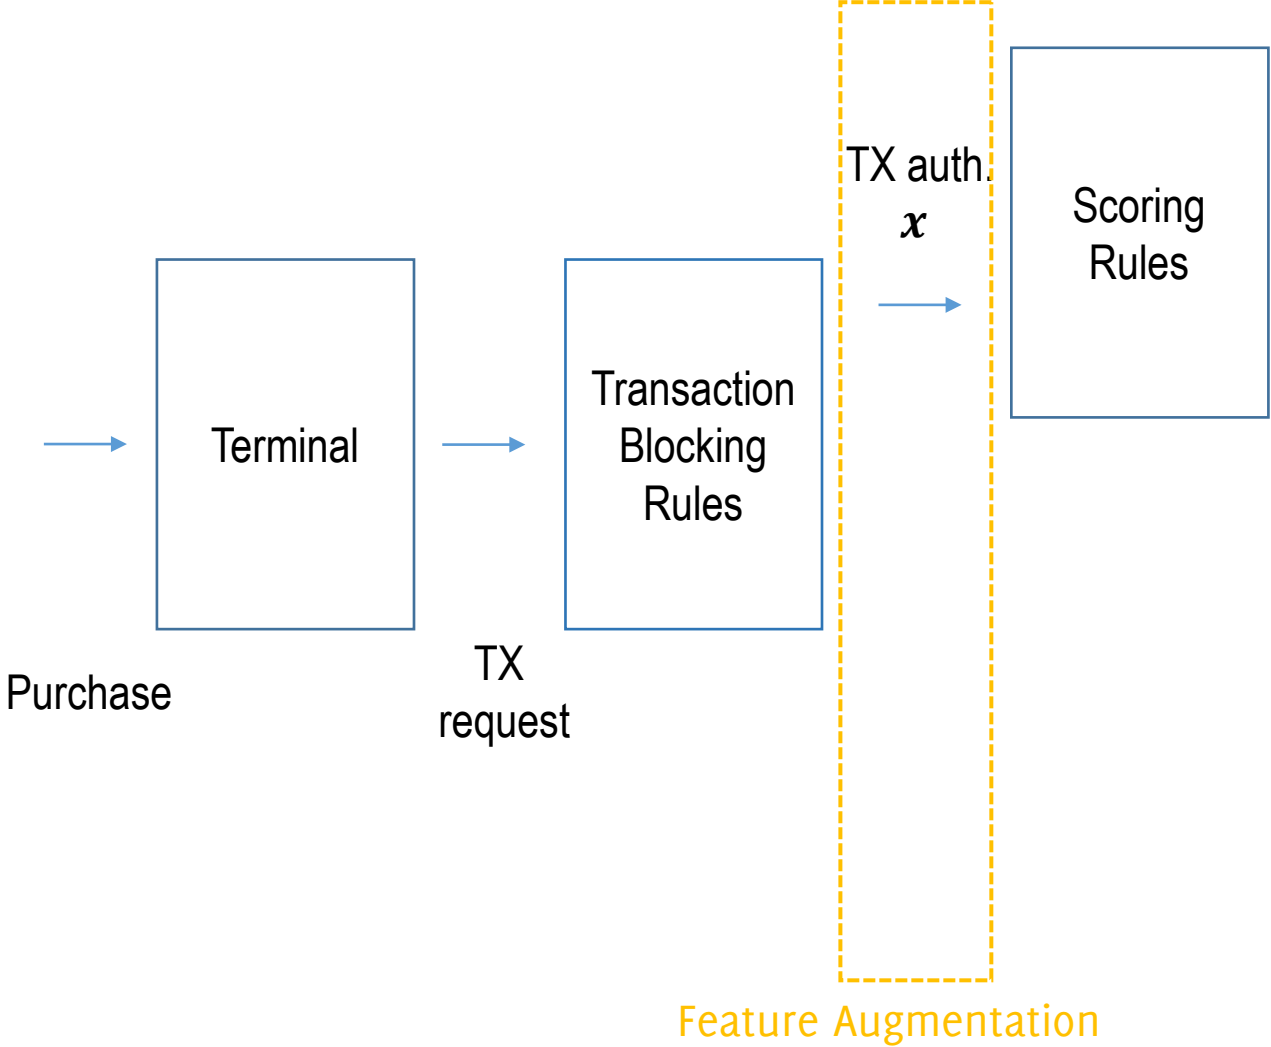 TX auth.
x
Scoring
Rules
Terminal
Transaction
Blocking
Rules
Purchase
TX
request
Feature Augmentation